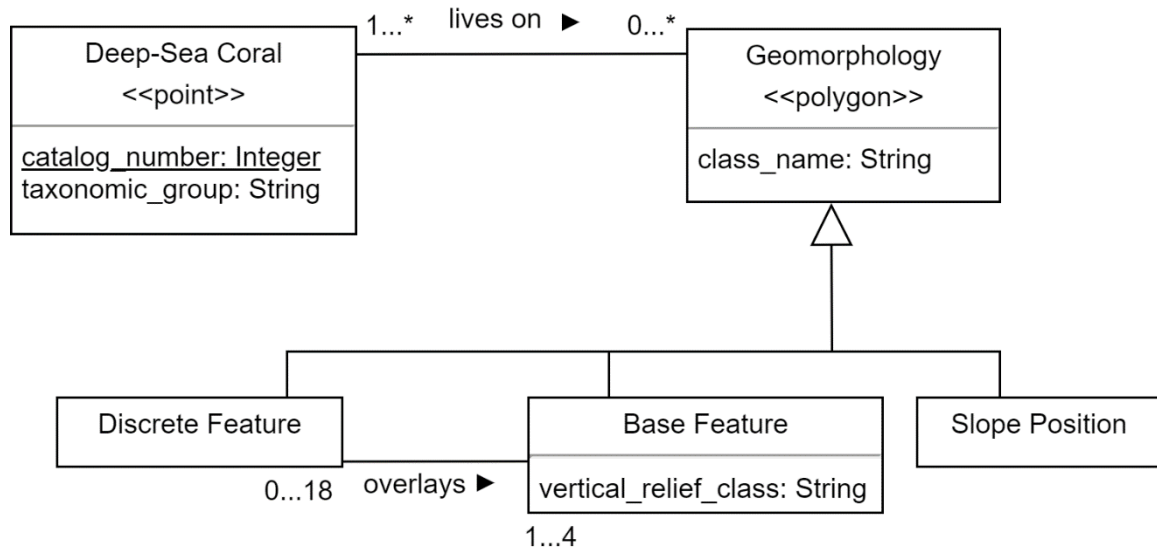 1...* lives on ► 0...*
Deep-Sea Coral
<<point>>
catalog_number: Integer
taxonomic_group: String
Geomorphology
<<polygon>>
class_name: String
Discrete Feature
Base Feature
vertical_relief_class: String
Slope Position
0...18 overlays ►
1...4